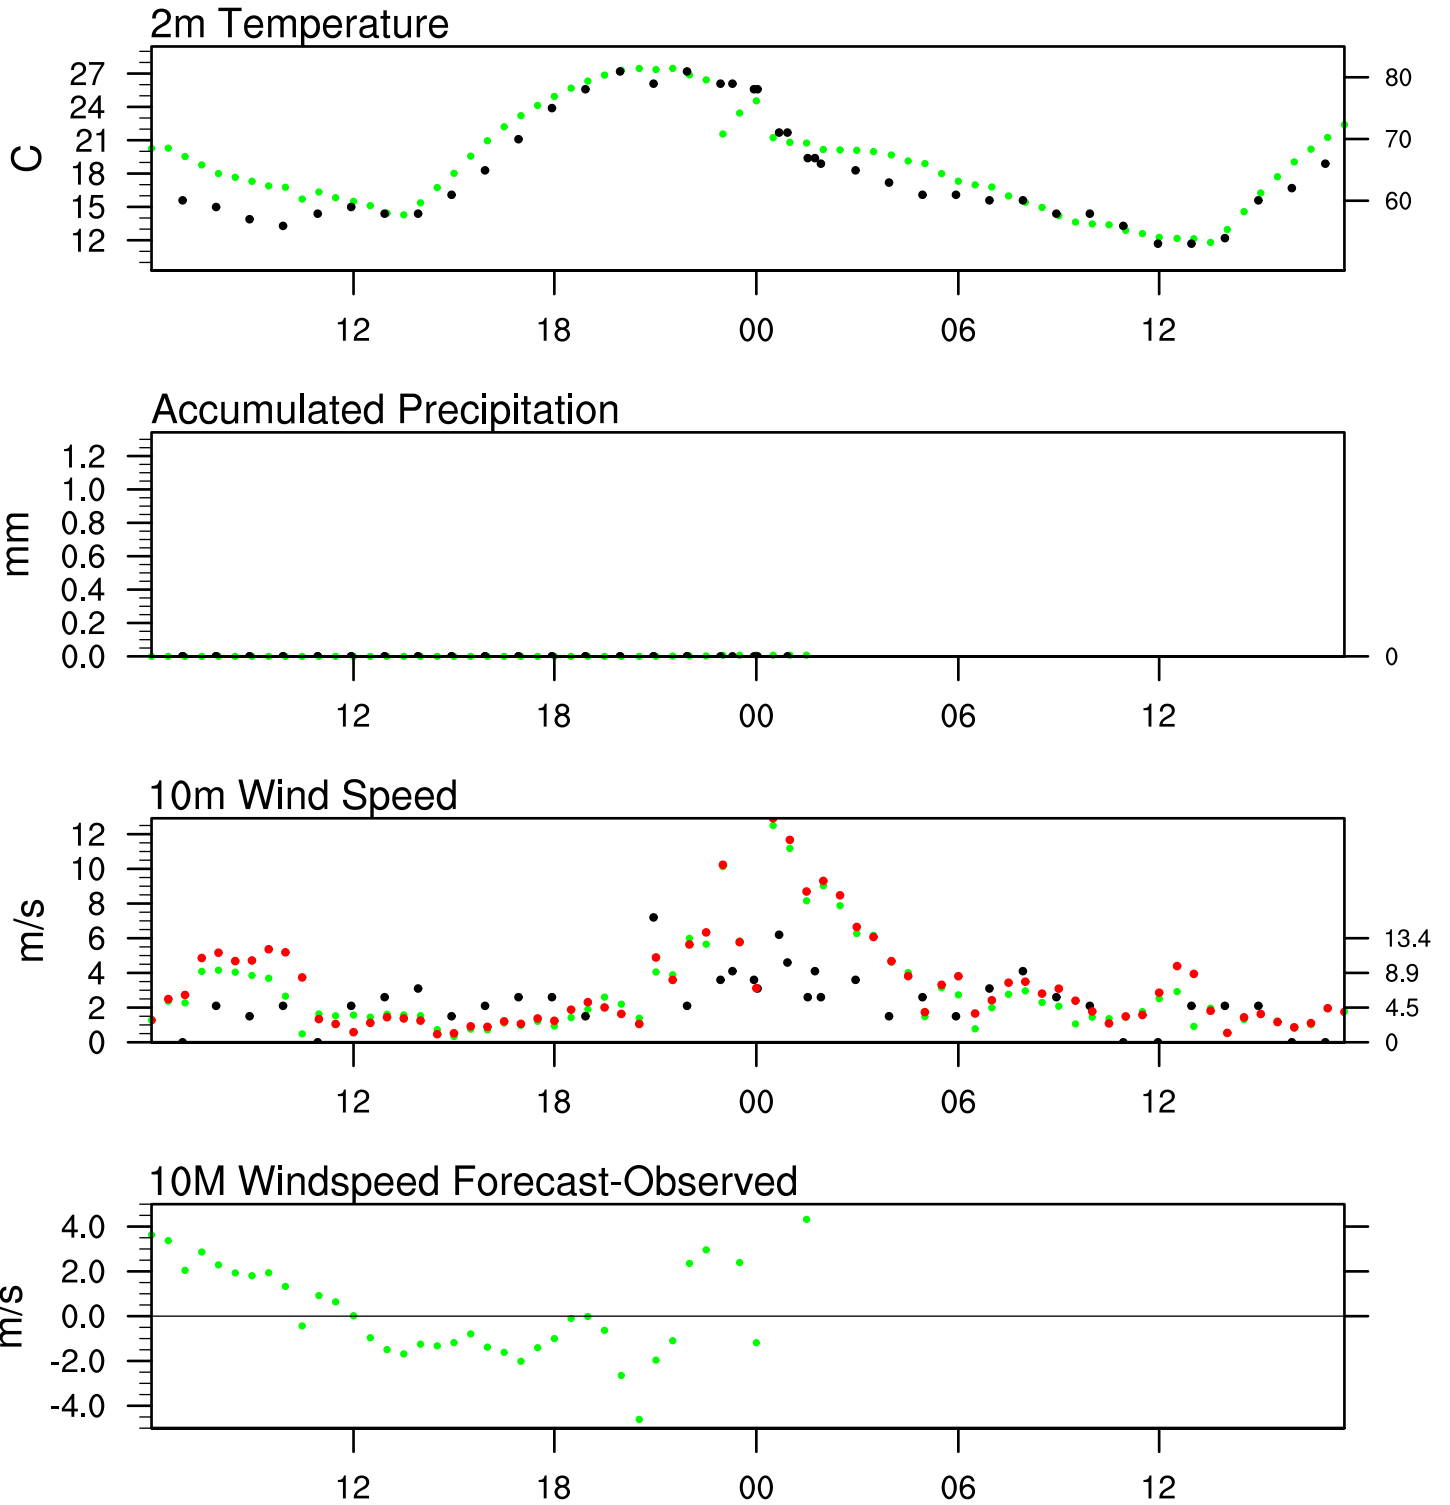 2m Temperature
27
24
21
18
15
12
C
80
70
60
12 18 00 06 12
Accumulated Precipitation
1.2
1.0
0.8
0.6
0.4
0.2
0.0
mm
0
12 18 00 06 12
10m Wind Speed
12
10
8
6
4
2
0
m/s
13.4
8.9
4.5
0
12 18 00 06 12
10M Windspeed Forecast-Observed
4.0
2.0
0.0
-2.0
-4.0
m/s
12 18 00 06 12